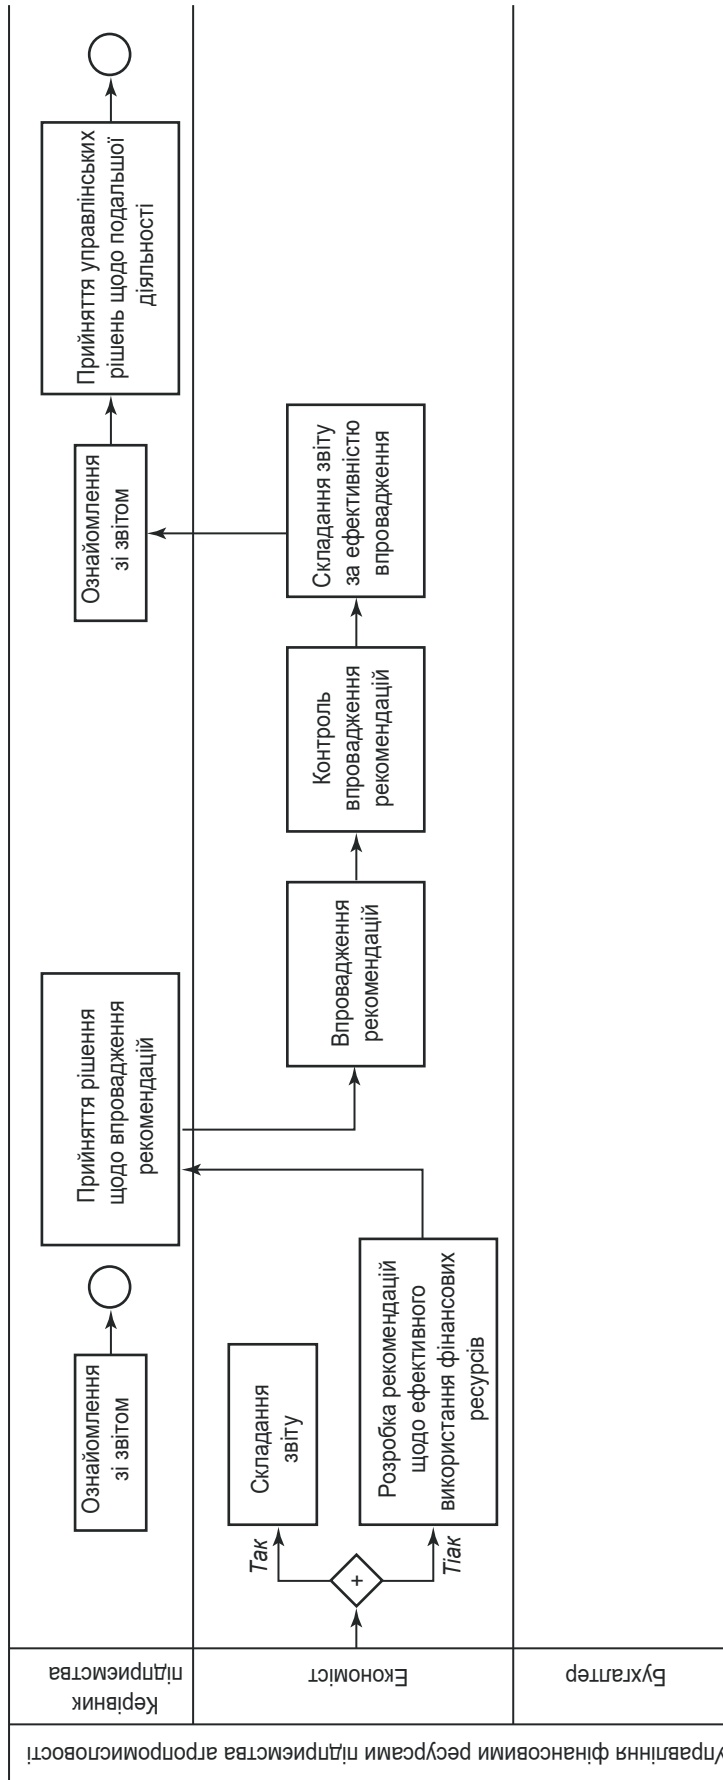 Управління фінансовими ресурсами підприємства агропромисловості
Керівник
підприємства
Економіст
Бухгалтер
Ознайомлення
зі звітом
Прийняття рішення
щодо впровадження
рекомендацій
Ознайомлення
зі звітом
Прийняття управлінських
рішень щодо подальшої
діяльності
+
Так
Тіак
Складання
звіту
Розробка рекомендацій
щодо ефективного
використання фінансових
ресурсів
Впровадження
рекомендацій
Контроль
впровадження
рекомендацій
Складання звіту
за ефективністю
впровадження